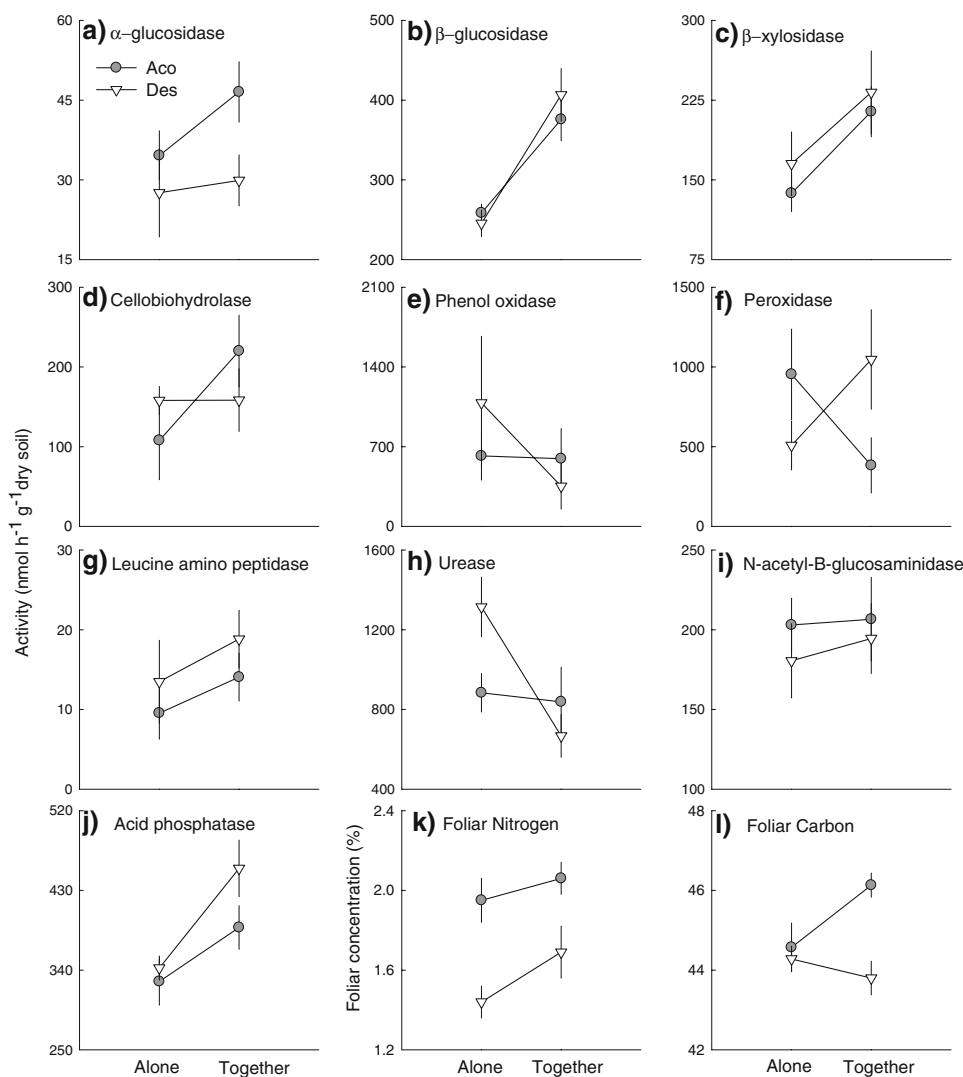 a) α–glucosidase
60
45
30
15
Aco
Des
b) β–glucosidase
500
400
300
200
c) β–xylosidase
300
225
150
75
d) Cellobiohydrolase
300
200
100
0
e) Phenol oxidase
2100
1400
700
0
f) Peroxidase
1500
1000
500
0
g) Leucine amino peptidase
30
20
10
0
h) Urease
1600
1200
800
400
i) N-acetyl-B-glucosaminidase
250
200
150
100
j) Acid phosphatase
520
430
340
250
k) Foliar Nitrogen
2.4
2.0
1.6
1.2
l) Foliar Carbon
48
46
44
42
Activity (nmol h-1 g-1dry soil)
Foliar concentration (%)
Alone Together
Alone Together
Alone Together